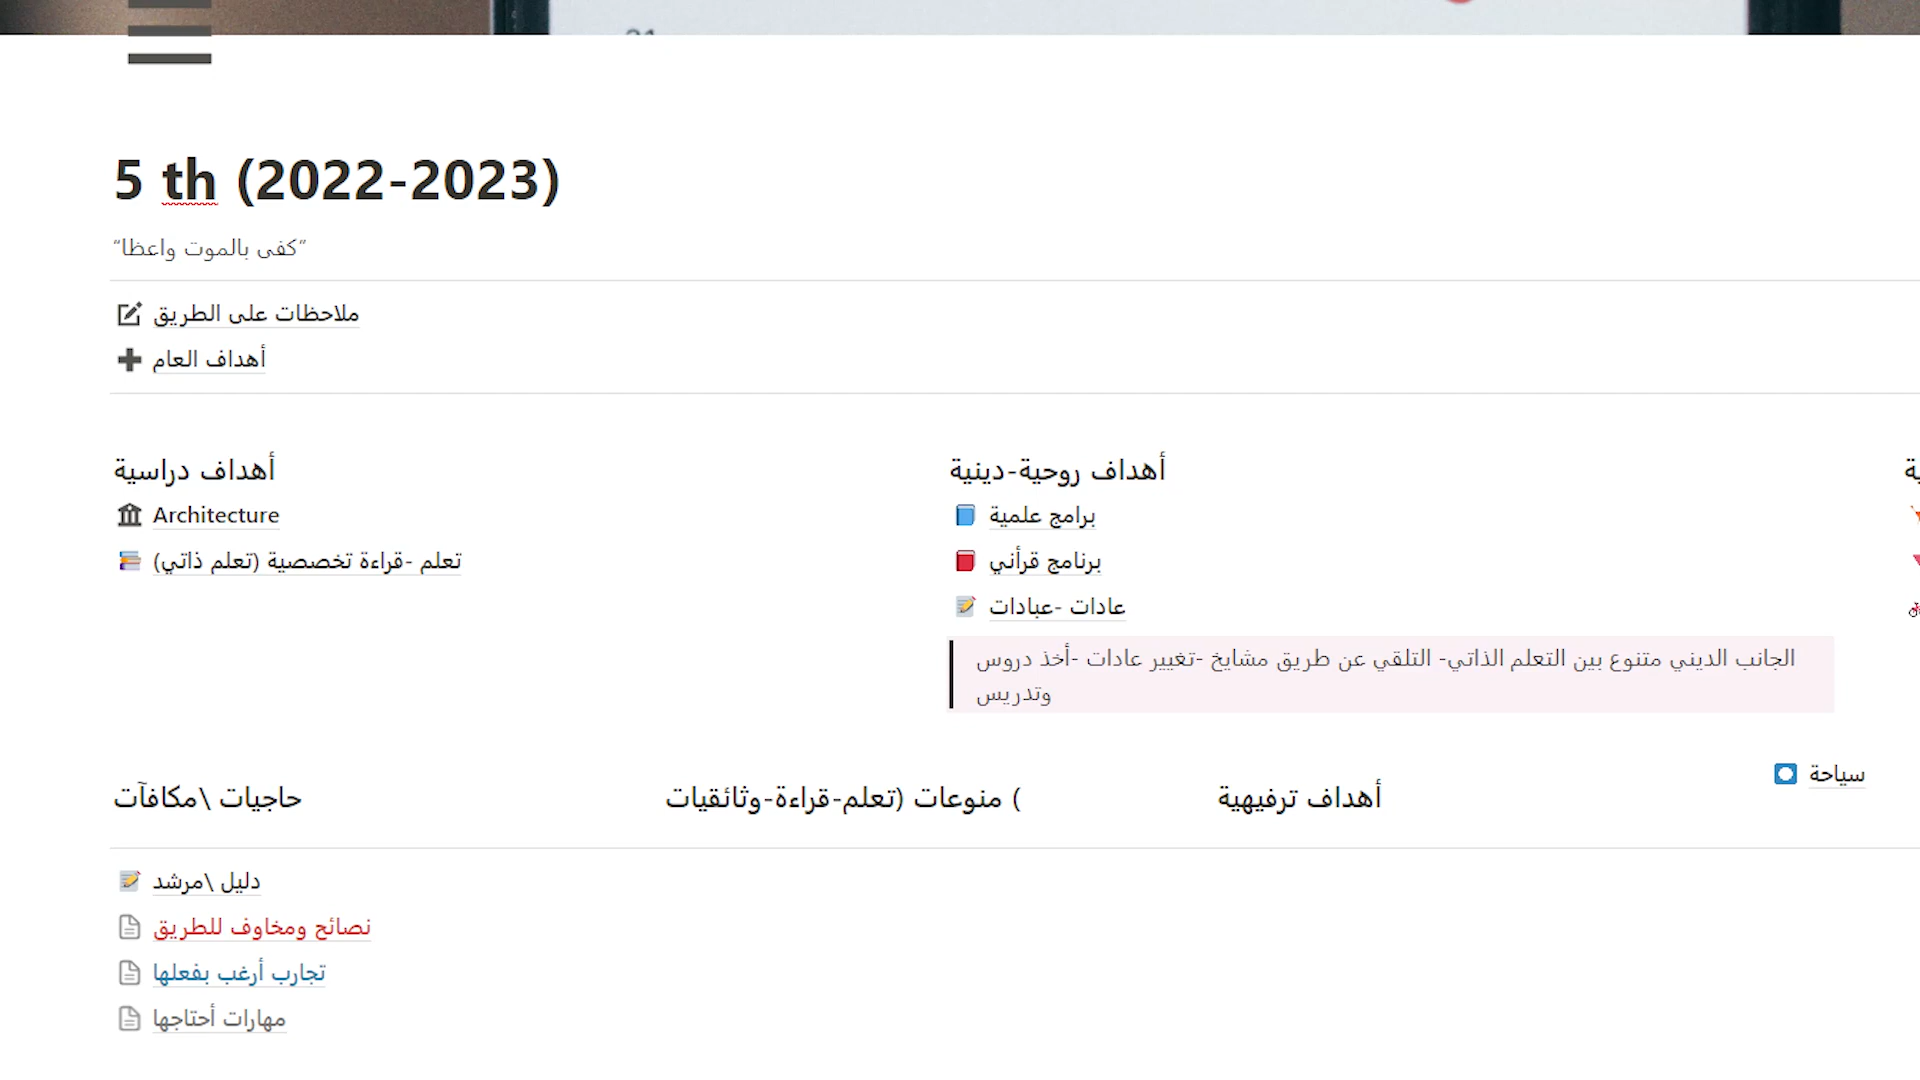 5 th (2022-2023)
"كفى بالموت واعظا"
ملاحظات على الطريق
أهداف العام
أهداف دراسية
Architecture
تعلم -قراءة تخصصية (تعلم ذاتي)
أهداف روحية-دينية
برامج علمية
برنامج قرأني
عادات -عبادات
الجانب الديني متنوع بين التعلم الذاتي- التلقي عن طريق مشايخ -تغيير عادات -أخذ دروس
وتدريس
حاجيات \مكافآت
منوعات (تعلم-قراءة-وثائقيات )
أهداف ترفيهية
سياحة
دليل \مرشد
نصائح ومخاوف للطريق
تجارب أرغب بفعلها
مهارات أحتاجها